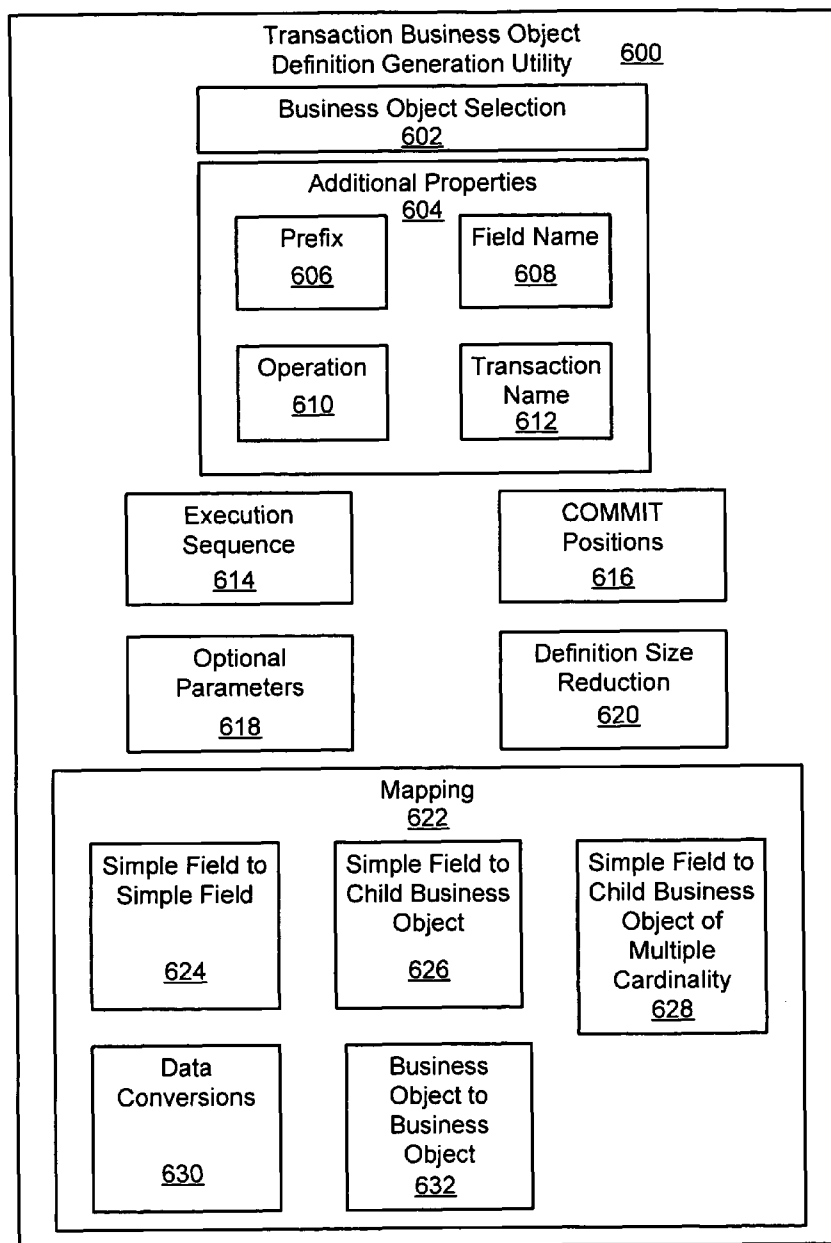 Transaction Business Object
Definition Generation Utility 600
Business Object Selection
602
Additional Properties
604
Prefix
606
Field Name
608
Operation
610
Transaction
Name
612
Execution
Sequence
614
COMMIT
Positions
616
Optional
Parameters
618
Definition Size
Reduction
620
Mapping
622
Simple Field to
Simple Field
624
Simple Field to
Child Business
Object
626
Simple Field to
Child Business
Object of
Multiple
Cardinality
628
Data
Conversions
630
Business
Object to
Business
Object
632